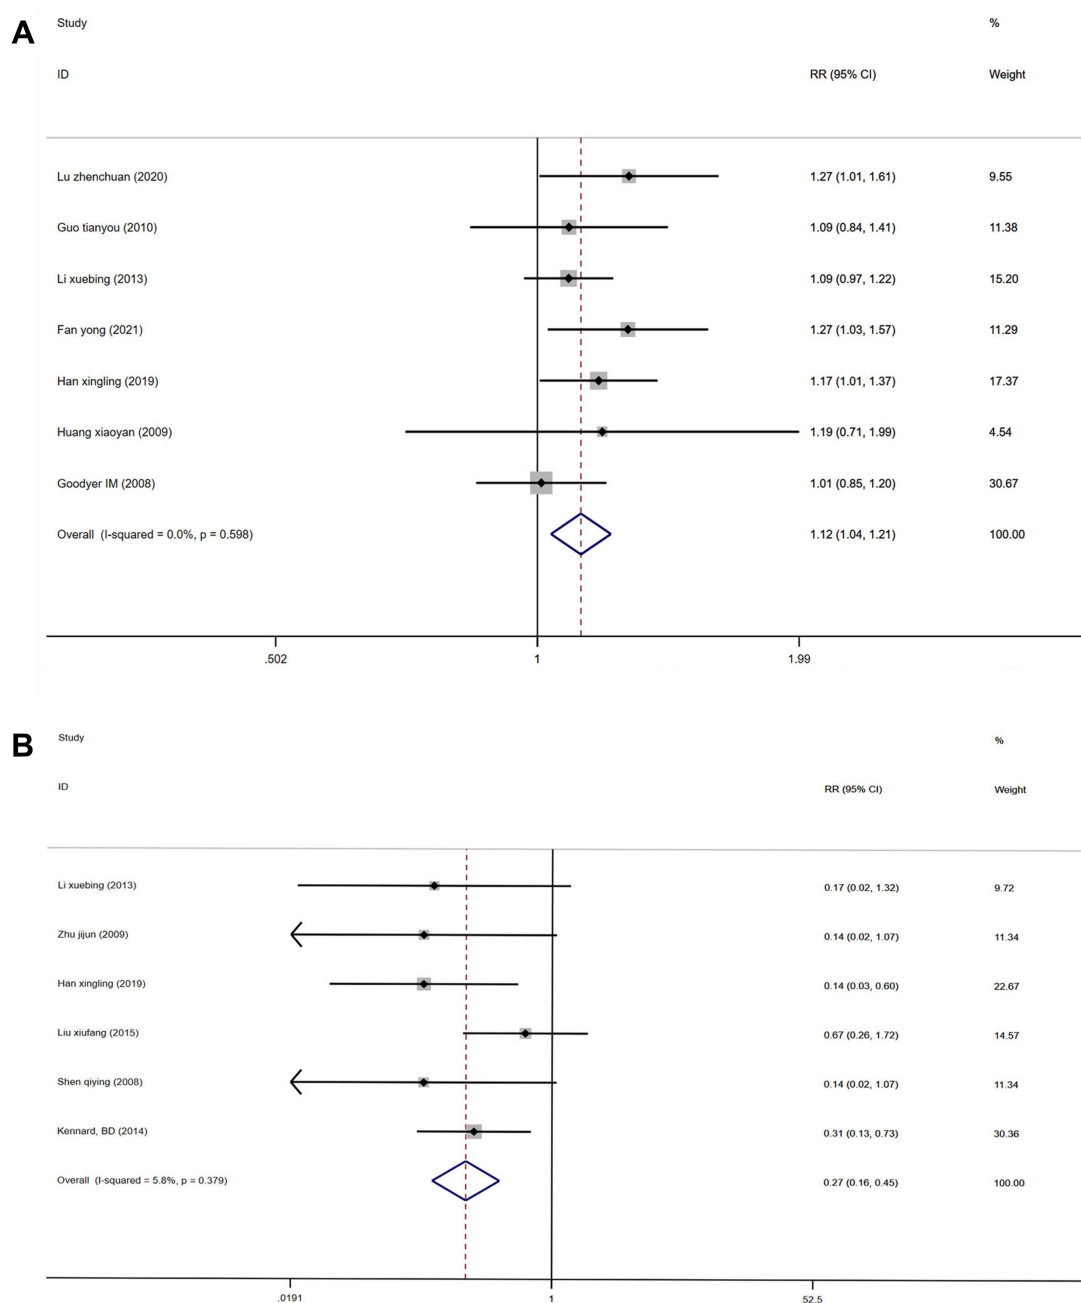 A
Study %
ID RR (95% CI) Weight
Lu zhenchuan (2020) 1.27 (1.01, 1.61) 9.55
Guo tianyou (2010) 1.09 (0.84, 1.41) 11.38
Li xuebing (2013) 1.09 (0.97, 1.22) 15.20
Fan yong (2021) 1.27 (1.03, 1.57) 11.29
Han xingling (2019) 1.17 (1.01, 1.37) 17.37
Huang xiaoyan (2009) 1.19 (0.71, 1.99) 4.54
Goodyer IM (2008) 1.01 (0.85, 1.20) 30.67
Overall (I-squared = 0.0%, p = 0.598) 1.12 (1.04, 1.21) 100.00
.502 1 1.99
B
Study %
ID RR (95% CI) Weight
Li xuebing (2013) 0.17 (0.02, 1.32) 9.72
Zhu jijun (2009) 0.14 (0.02, 1.07) 11.34
Han xingling (2019) 0.14 (0.03, 0.60) 22.67
Liu xiufang (2015) 0.67 (0.26, 1.72) 14.57
Shen qiying (2008) 0.14 (0.02, 1.07) 11.34
Kennard, BD (2014) 0.31 (0.13, 0.73) 30.36
Overall (I-squared = 5.8%, p = 0.379) 0.27 (0.16, 0.45) 100.00
.0191 1 52.5